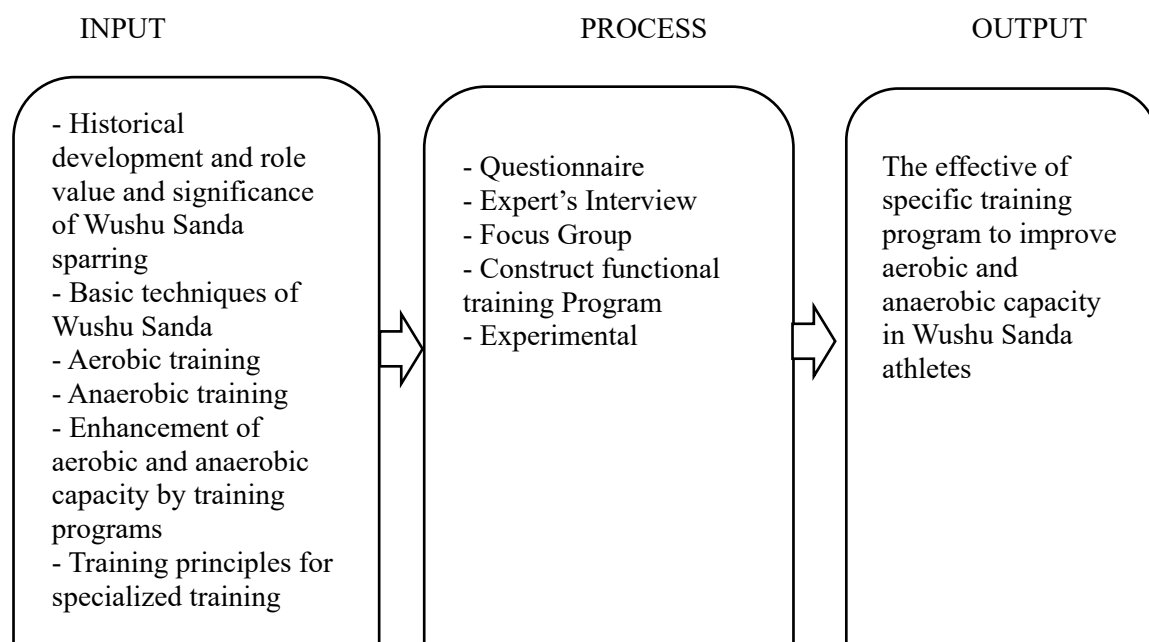 INPUT
PROCESS
OUTPUT
- Historical
development and role
value and significance
of Wushu Sanda
sparring
- Basic techniques of
Wushu Sanda
- Aerobic training
- Anaerobic training
- Enhancement of
aerobic and anaerobic
capacity by training
programs
- Training principles for
specialized training
- Questionnaire
- Expert’s Interview
- Focus Group
- Construct functional
training Program
- Experimental
The effective of
specific training
program to improve
aerobic and
anaerobic capacity
in Wushu Sanda
athletes